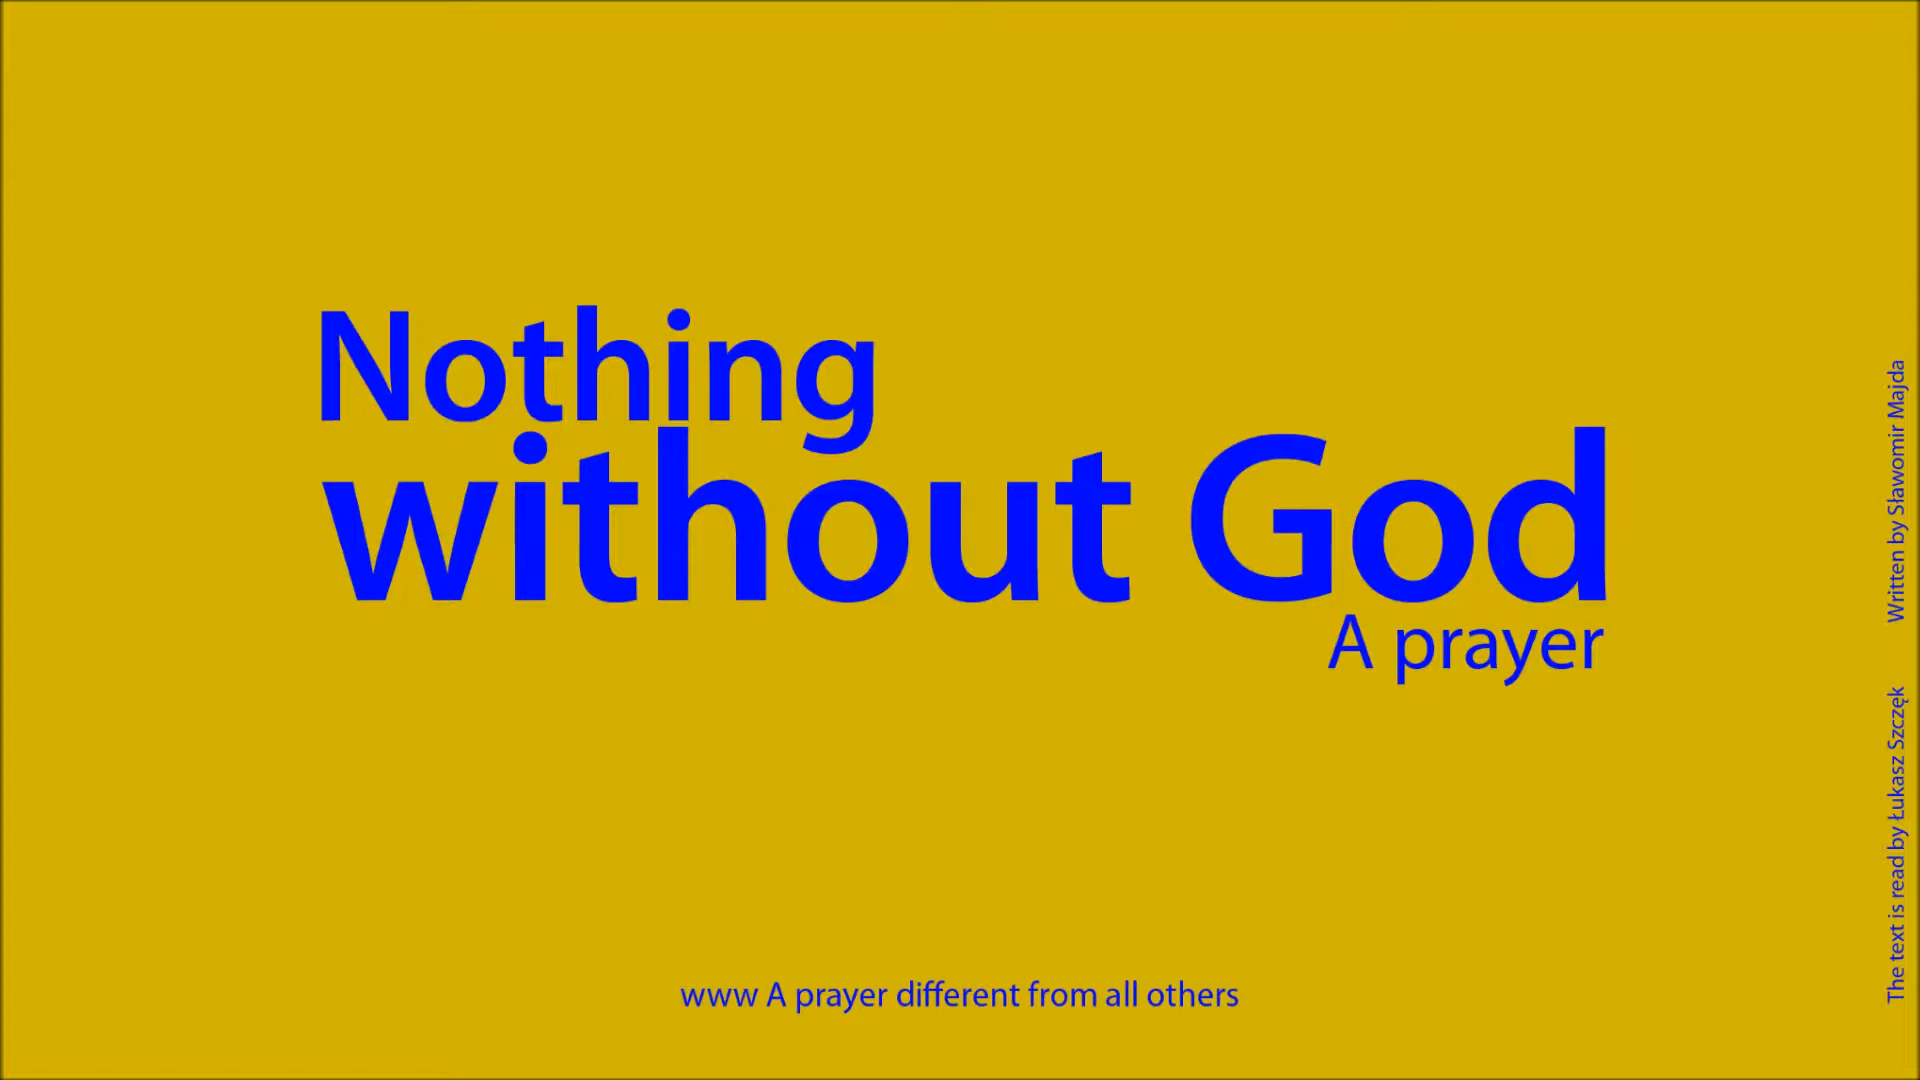 Nothing
without God
A prayer
www A prayer different from all others
The text is read by Łukasz Szczęk
Written by Sławomir Majda